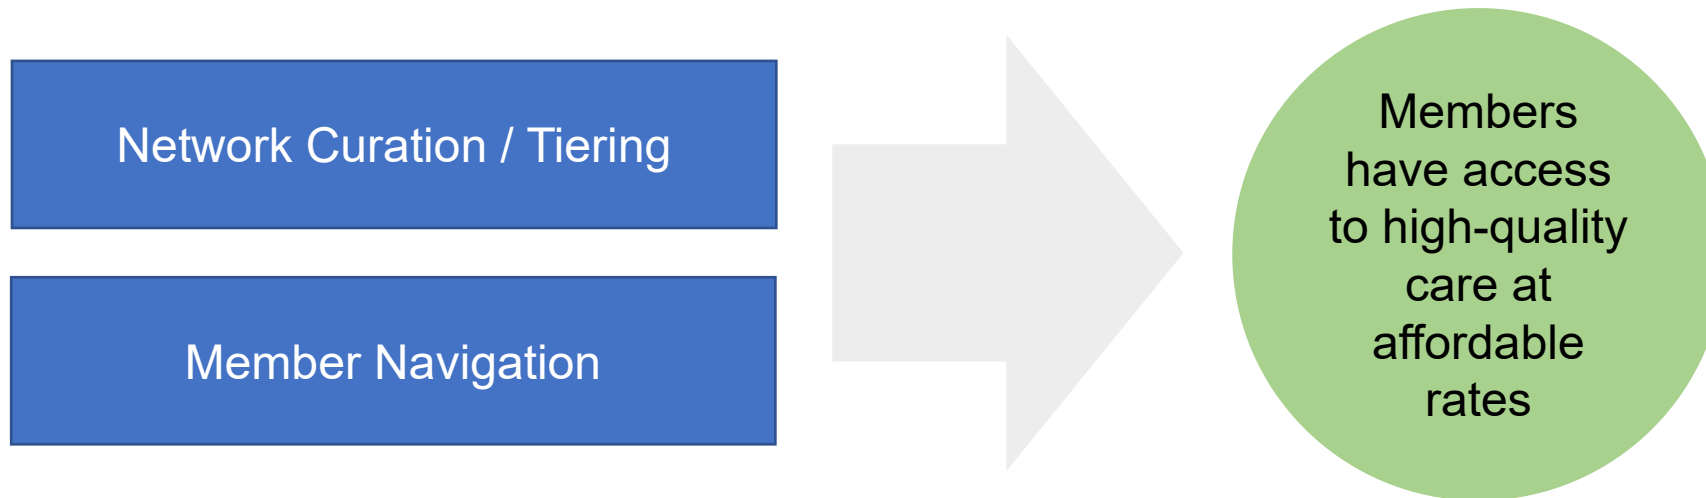 Network Curation / Tiering
Member Navigation
Members
have access
to high-quality
care at
affordable
rates